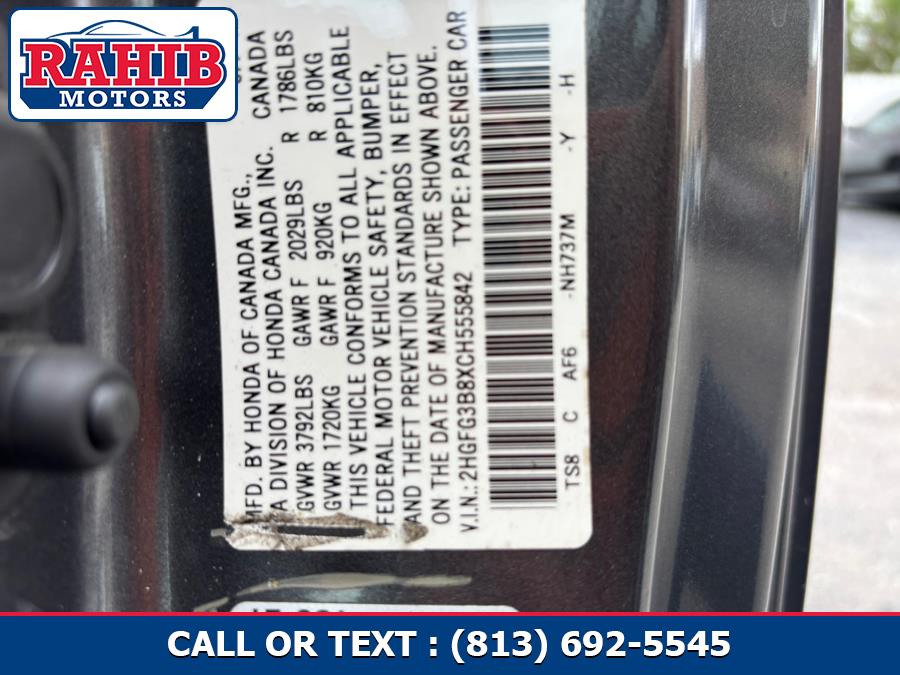 RAHIB
MOTORS
CANADA
MFD. BY HONDA OF CANADA MFG.,
A DIVISION OF HONDA CANADA INC.
GVWR 3792LBS GAWR F 2029LBS R 1786LBS
GVWR 1720KG GAWR F 920KG R 810KG
THIS VEHICLE CONFORMS TO ALL APPLICABLE
FEDERAL MOTOR VEHICLE SAFETY, BUMPER,
AND THEFT PREVENTION STANDARDS IN EFFECT
ON THE DATE OF MANUFACTURE SHOWN ABOVE.
V.I.N.: 2HGFG3B8XCH555842 TYPE: PASSENGER CAR
TS8 C AF6 -NH737M -Y -H
CALL OR TEXT : (813) 692-5545